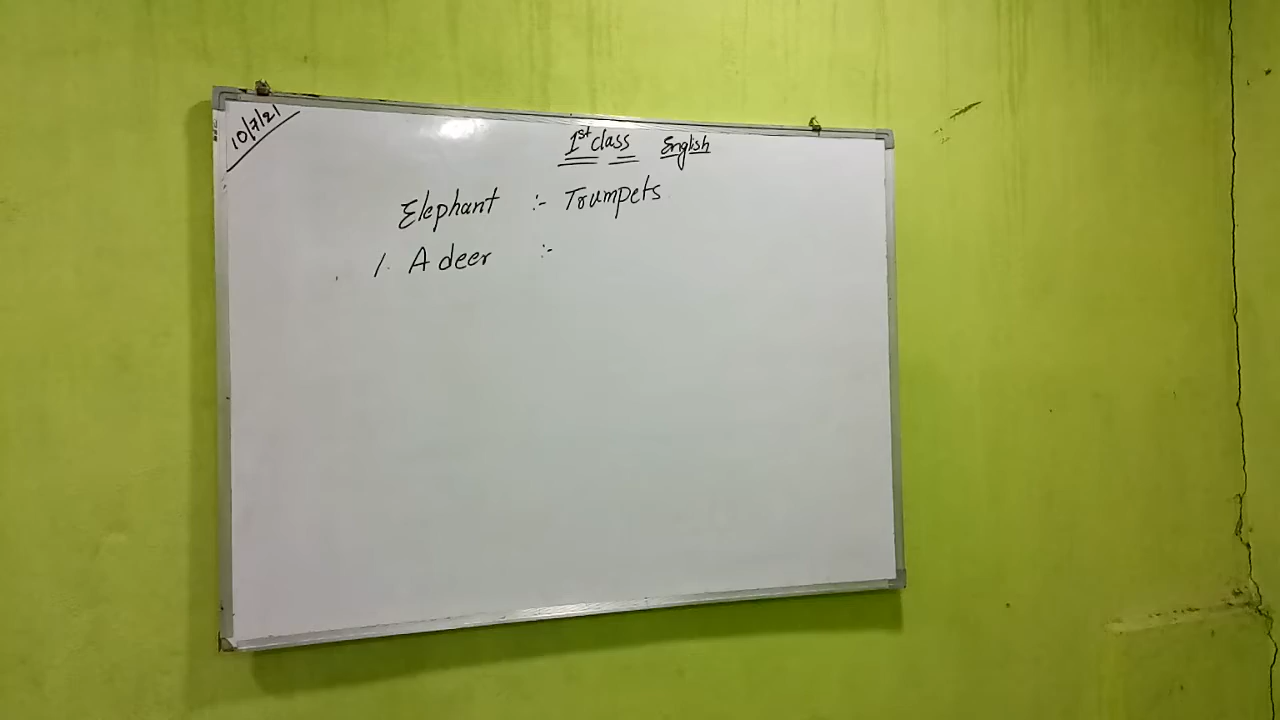 10/7/21
1st class English
Elephant :- Trumpets
1. A deer :-